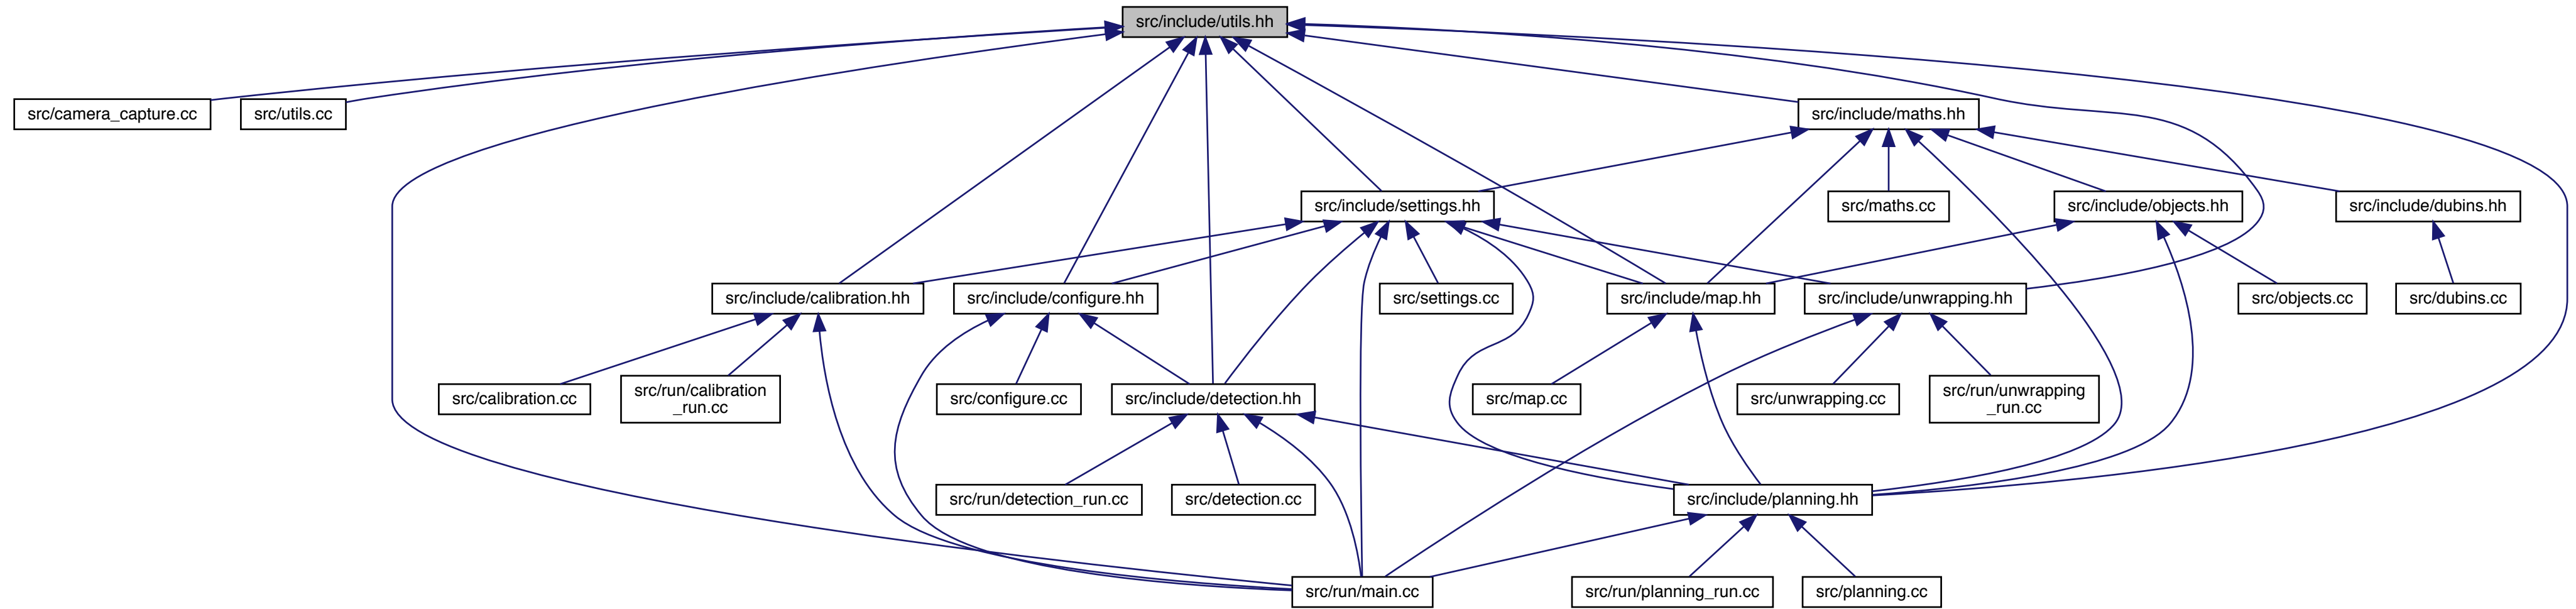 src/include/utils.hh
src/camera_capture.cc
src/utils.cc
src/include/maths.hh
src/include/settings.hh
src/maths.cc
src/include/objects.hh
src/include/dubins.hh
src/include/calibration.hh
src/include/configure.hh
src/settings.cc
src/include/map.hh
src/include/unwrapping.hh
src/objects.cc
src/dubins.cc
src/calibration.cc
src/run/calibration
_run.cc
src/configure.cc
src/include/detection.hh
src/map.cc
src/unwrapping.cc
src/run/unwrapping
_run.cc
src/run/detection_run.cc
src/detection.cc
src/include/planning.hh
src/run/main.cc
src/run/planning_run.cc
src/planning.cc